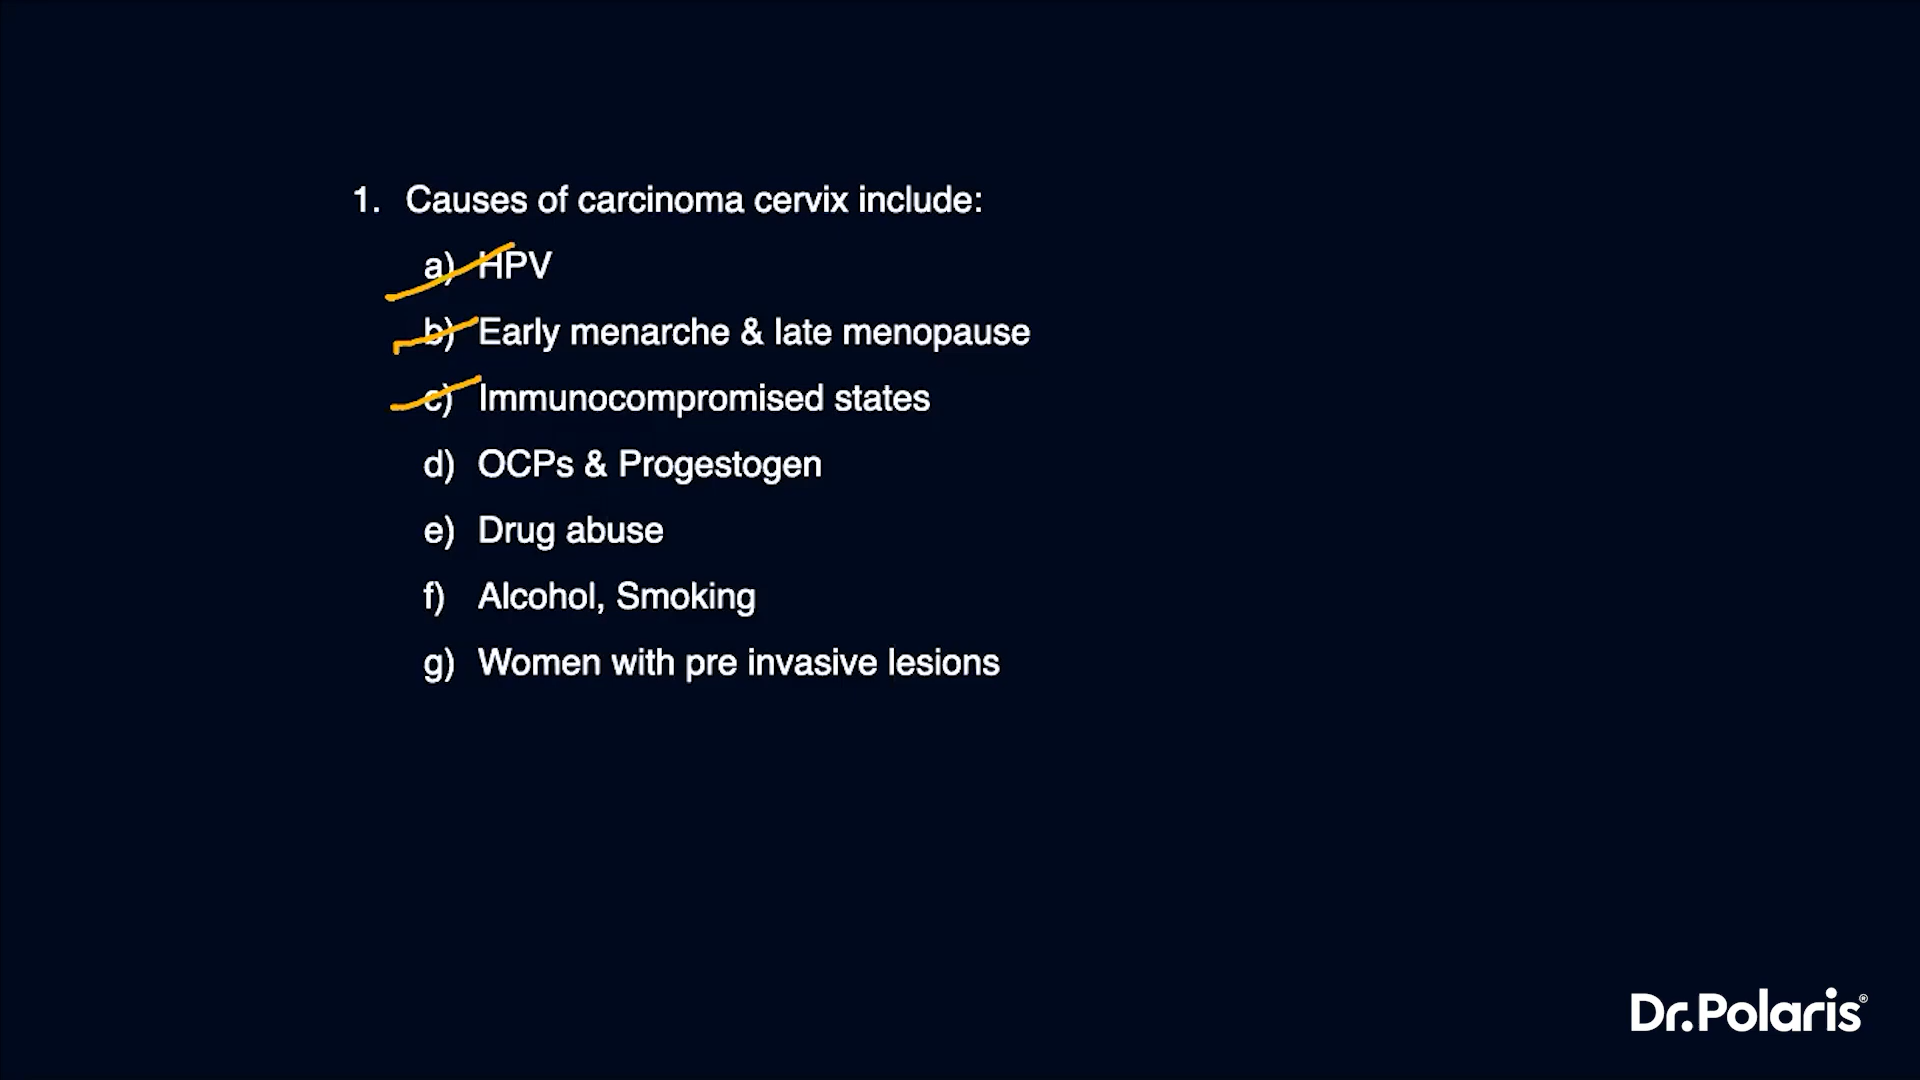 1. Causes of carcinoma cervix include:
a) HPV
b) Early menarche & late menopause
c) Immunocompromised states
d) OCPs & Progestogen
e) Drug abuse
f) Alcohol, Smoking
g) Women with pre invasive lesions
Dr.Polaris®